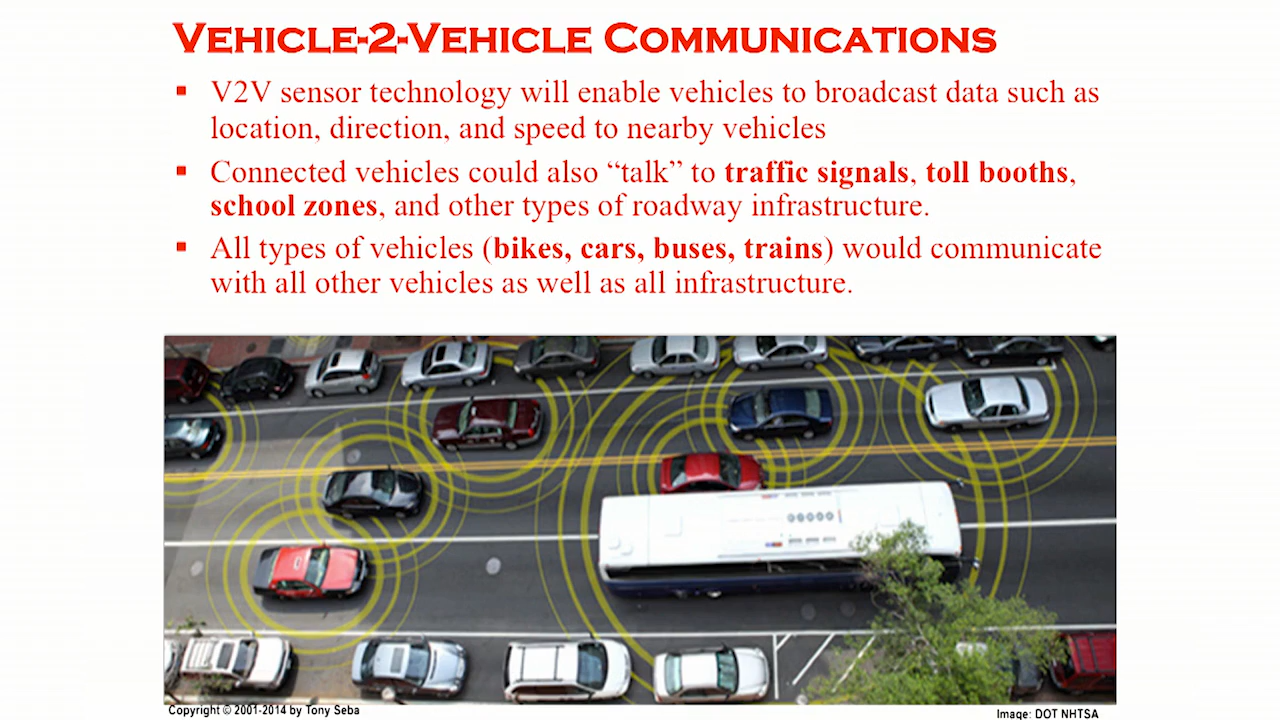 VEHICLE-2-VEHICLE COMMUNICATIONS
▪ V2V sensor technology will enable vehicles to broadcast data such as
location, direction, and speed to nearby vehicles
▪ Connected vehicles could also “talk” to traffic signals, toll booths,
school zones, and other types of roadway infrastructure.
▪ All types of vehicles (bikes, cars, buses, trains) would communicate
with all other vehicles as well as all infrastructure.
Copyright © 2001-2014 by Tony Seba
Image: DOT NHTSA